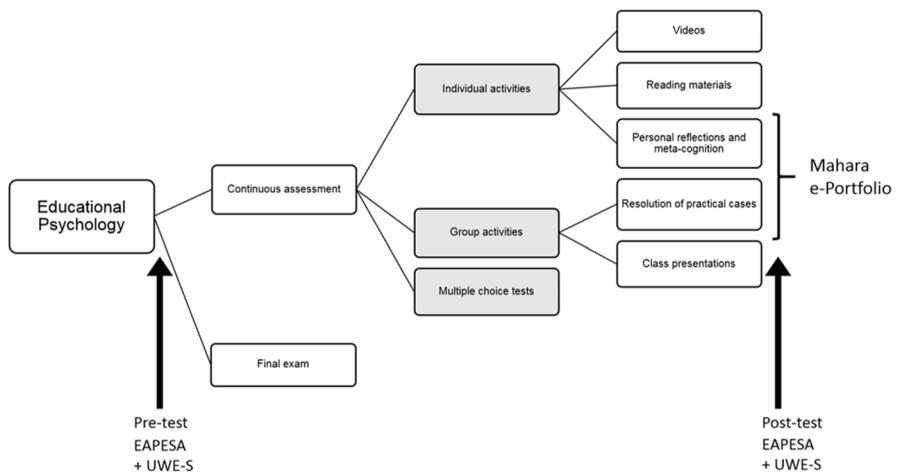 Educational
Psychology
Continuous assessment
Final exam
Individual activities
Group activities
Multiple choice tests
Videos
Reading materials
Personal reflections and
meta-cognition
Resolution of practical cases
Class presentations
Mahara
e-Portfolio
Pre-test
EAPESA
+ UWE-S
Post-test
EAPESA
+ UWE-S